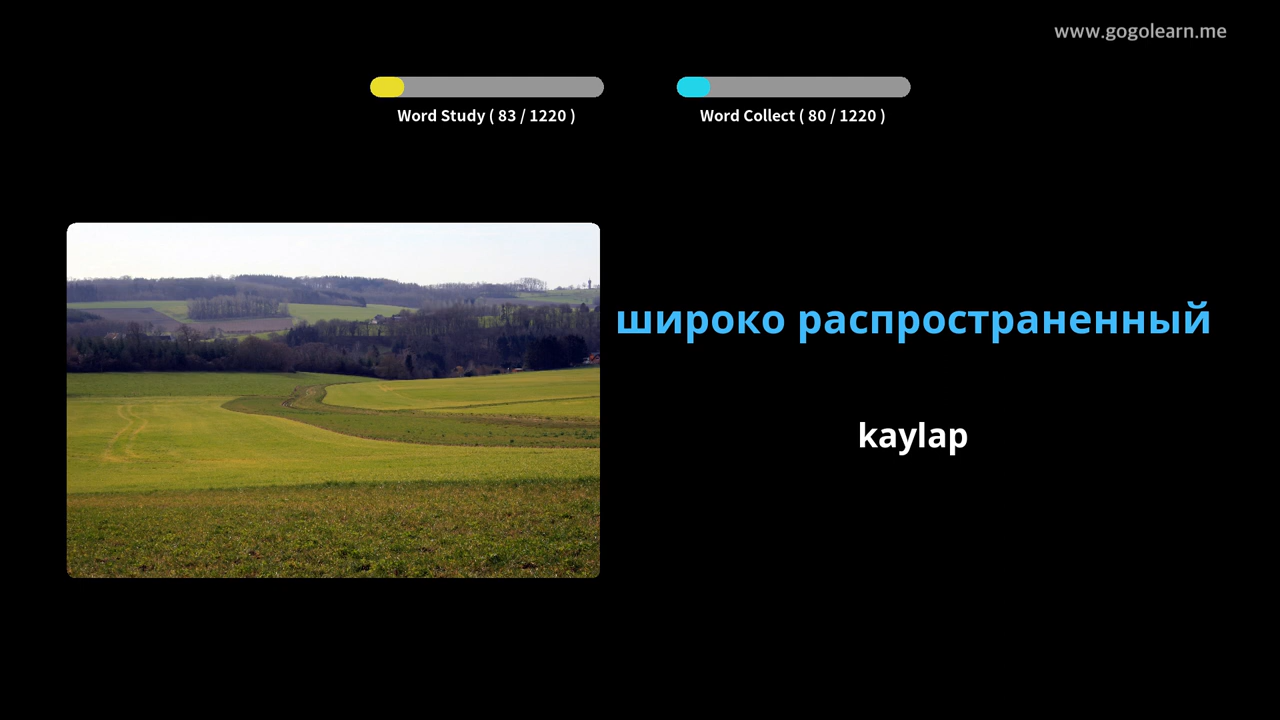 www.gogolearn.me
Word Study ( 83 / 1220 )
Word Collect ( 80 / 1220 )
широко распространенный
kaylap